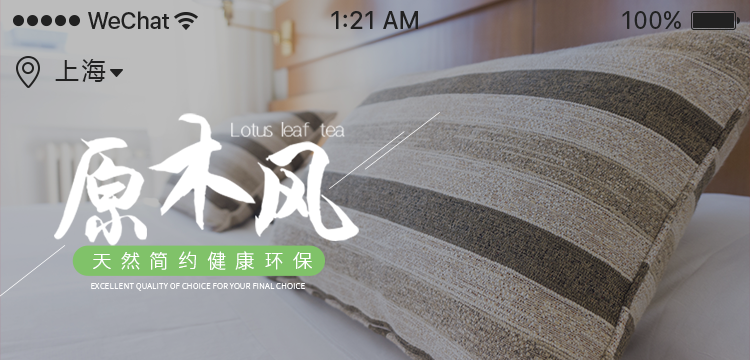 WeChat 1:21 AM 100%
上海
Lotus leaf tea
原木风
天然简约健康环保
EXCELLENT QUALITY OF CHOICE FOR YOUR FINAL CHOICE